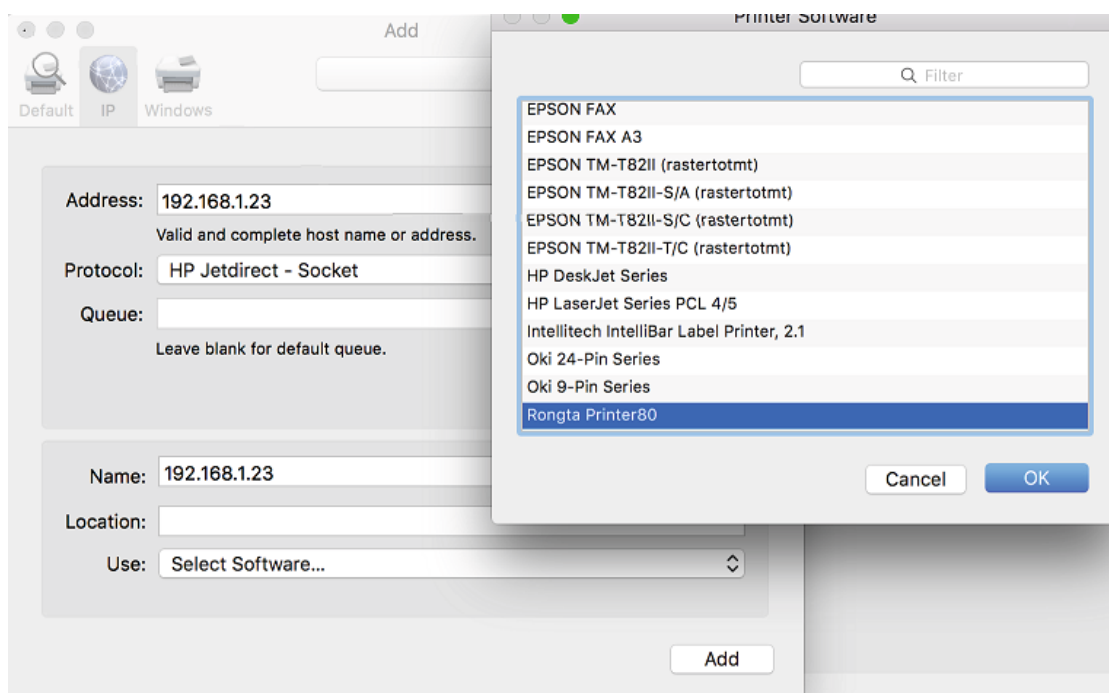 Add
Default IP Windows
Address: 192.168.1.23
Valid and complete host name or address.
Protocol: HP Jetdirect - Socket
Queue:
Leave blank for default queue.
Name: 192.168.1.23
Location:
Use: Select Software...
Add
Printer Software
Filter
EPSON FAX
EPSON FAX A3
EPSON TM-T82II (rastertotmt)
EPSON TM-T82II-S/A (rastertotmt)
EPSON TM-T82II-S/C (rastertotmt)
EPSON TM-T82II-T/C (rastertotmt)
HP DeskJet Series
HP LaserJet Series PCL 4/5
Intellitech IntelliBar Label Printer, 2.1
Oki 24-Pin Series
Oki 9-Pin Series
Rongta Printer80
Cancel OK